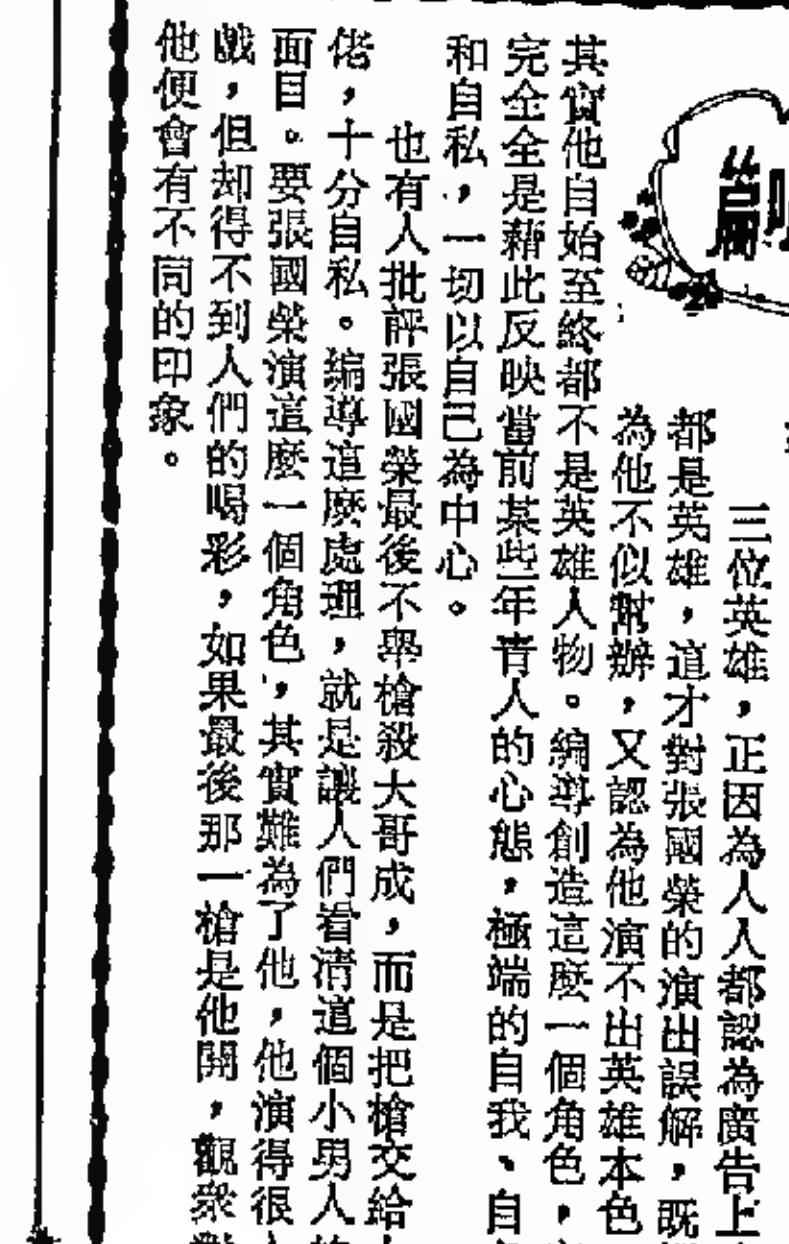 三位英雄，正因為人人都認為廣告上
都是英雄，這才對張國榮的演出誤解，既
為他不似幫辦，又認為他演不出英雄本色
其實他自始至終都不是英雄人物。編導創造這麼一個角色，
完完全全是藉此反映當前某些年青人的心態，極端的自我、自
和自私，一切以自己為中心。
也有人批評張國榮最後不舉槍殺大哥成，而是把槍交給
佬，十分自私。編導這麼處理，就是讓人們看清這個小男人
面目。要張國榮演這麼一個角色，其實難為了他，他演得很
戲，但却得不到人們的喝彩，如果最後那一槍是他開，觀衆
他便會有不同的印象。